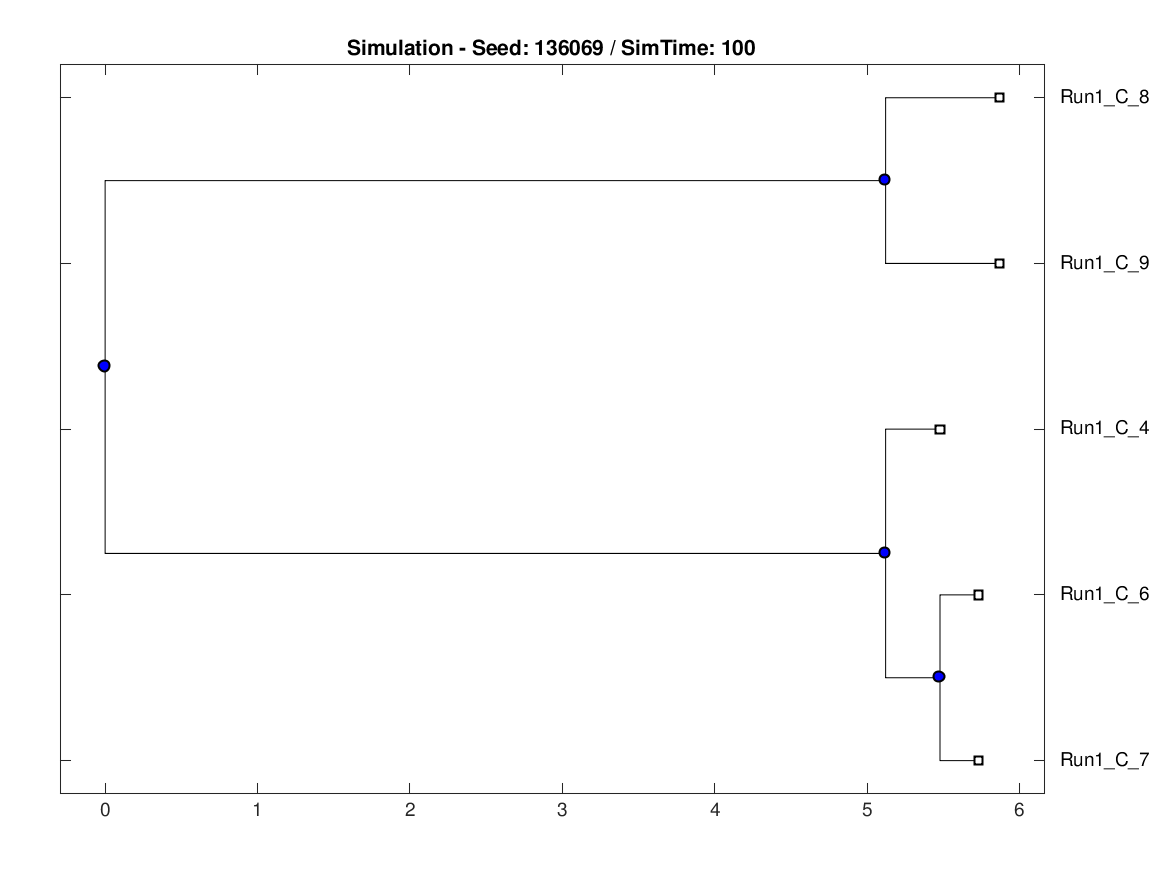 Simulation - Seed: 136069 / SimTime: 100
Run1_C_8
Run1_C_9
Run1_C_4
Run1_C_6
Run1_C_7
0 1 2 3 4 5 6